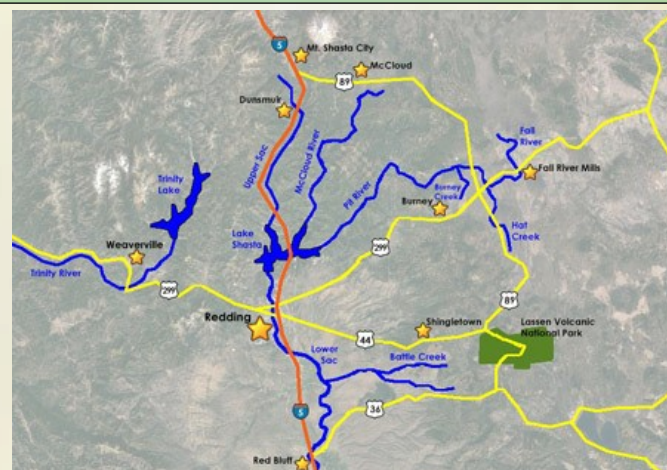 5
Mt. Shasta City
McCloud
89
Dunsmuir
Upper Sac
McCloud River
Fall
River
Fall River Mills
Pit River
Burney
Creek
Burney
Hat
Creek
Trinity
Lake
Lake
Shasta
Weaverville
299
Trinity River
299
89
Redding
Shingletown
Lassen Volcanic
National Park
44
Lower
Sac
Battle Creek
5
36
Red Bluff